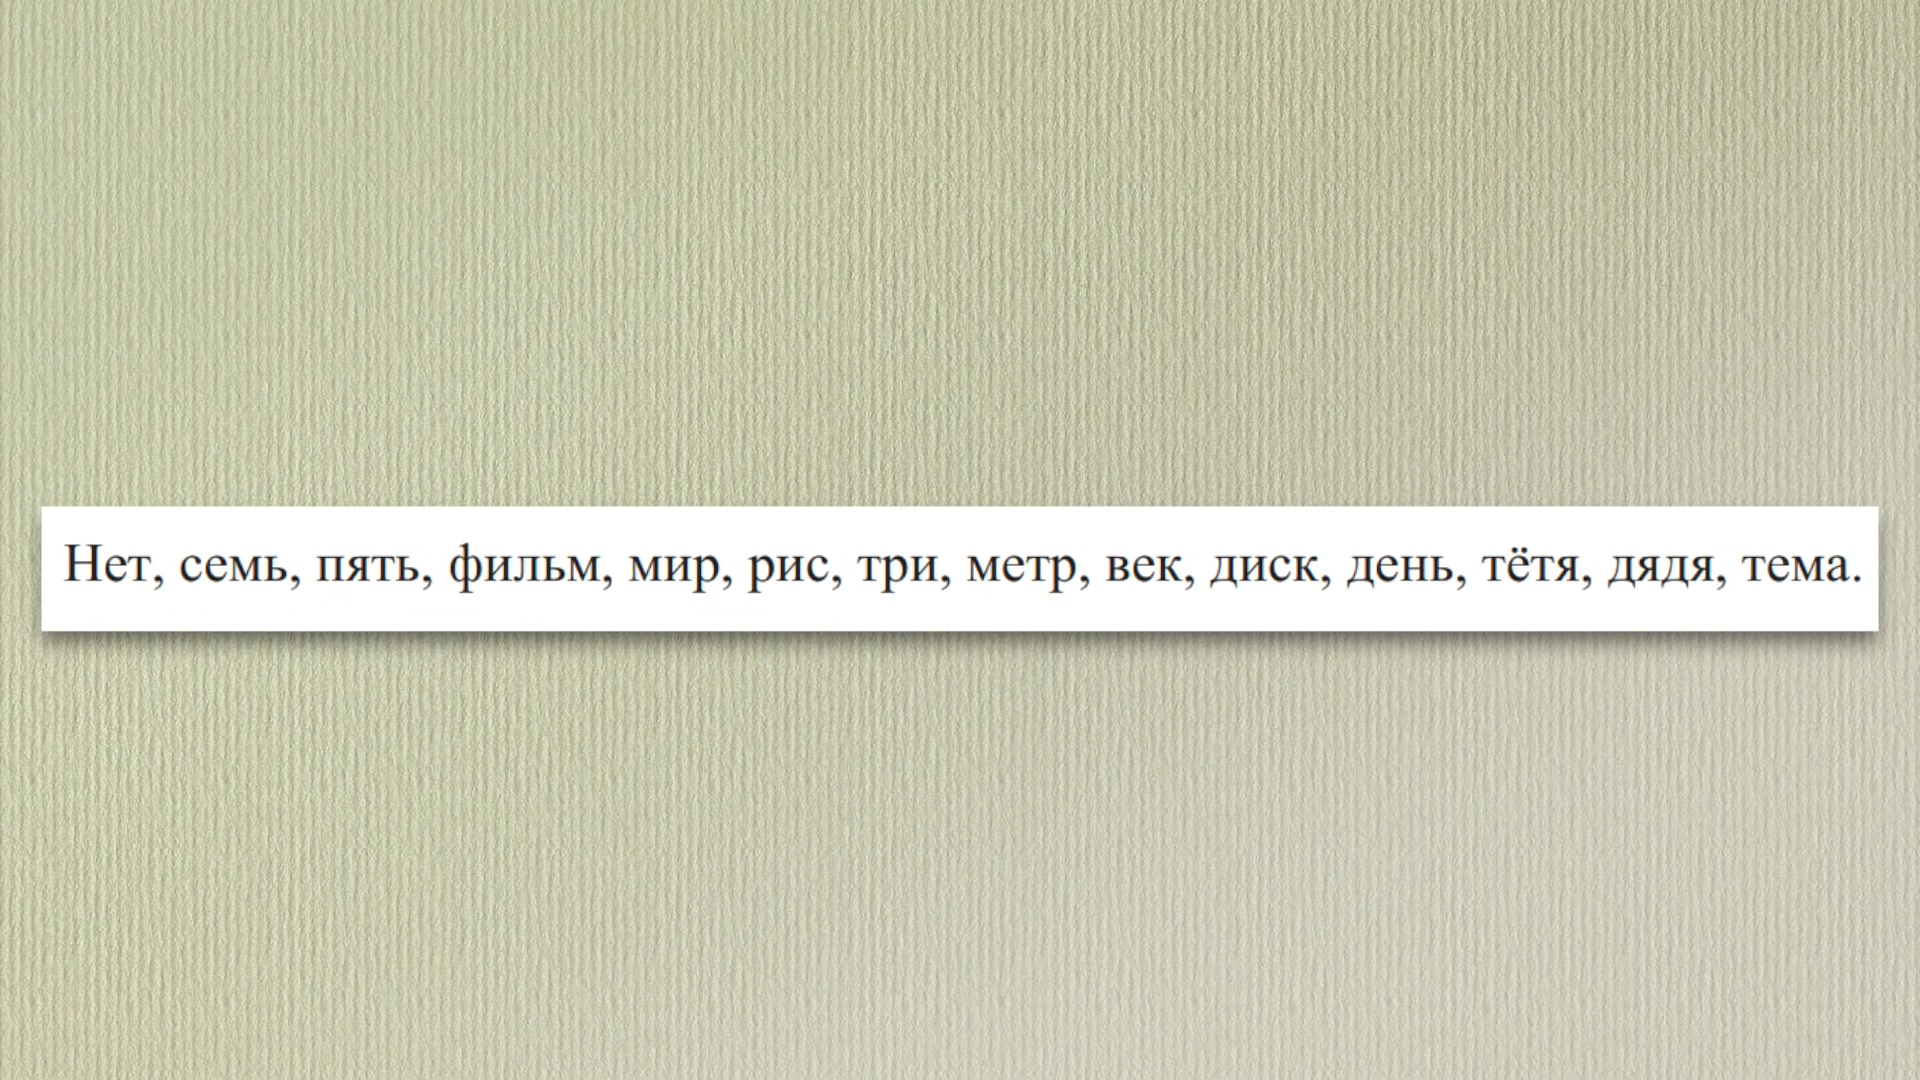 Нет, семь, пять, фильм, мир, рис, три, метр, век, диск, день, тётя, дядя, тема.